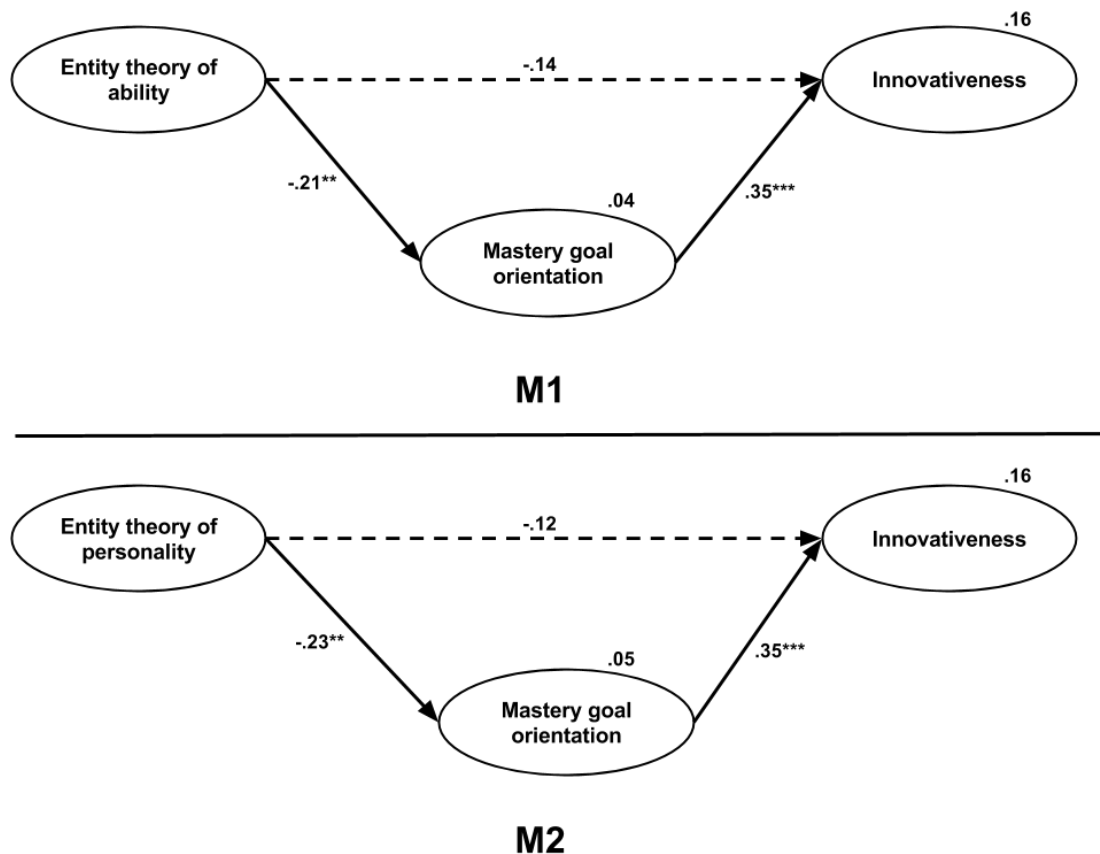 .16
Entity theory of
ability
-.14
Innovativeness
-.21**
.04
.35***
Mastery goal
orientation
M1
.16
Entity theory of
personality
-.12
Innovativeness
-.23**
.05
.35***
Mastery goal
orientation
M2